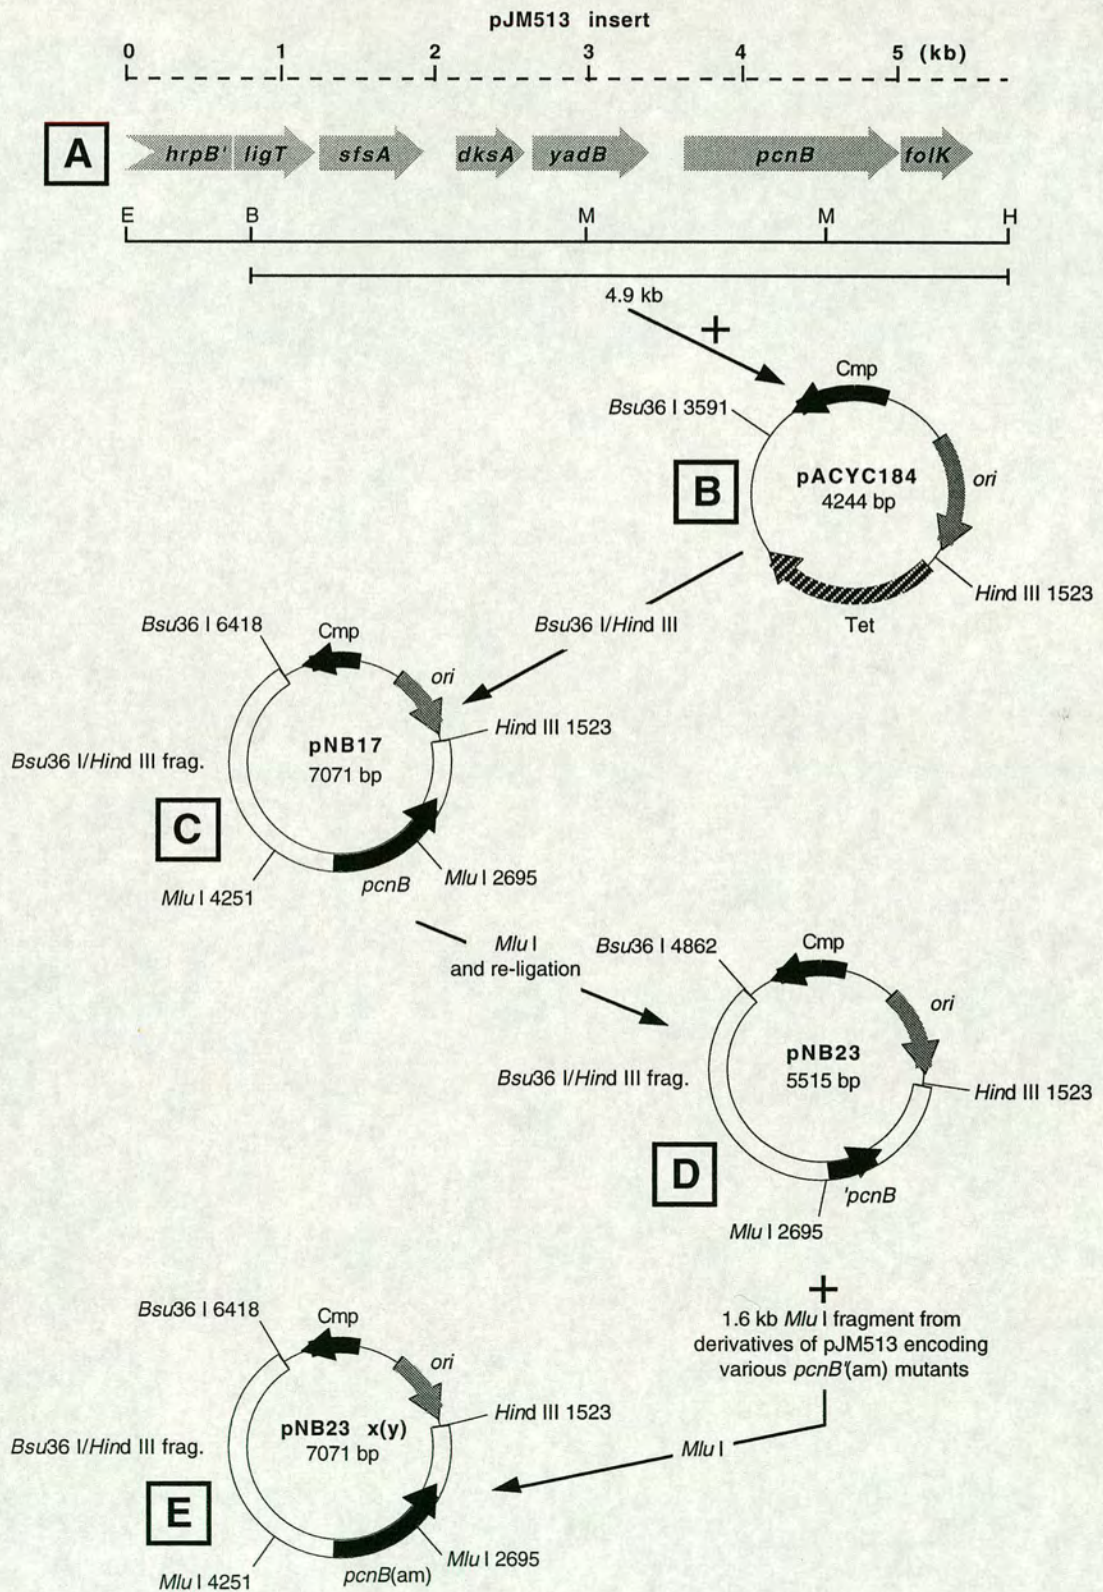 pJM513 insert
0 1 2 3 4 5 (kb)
A
hrpB' ligT sfsA dksA yadB pcnB folK
E B M M H
4.9 kb
+
Cmp
Bsu36 I 3591
pACYC184
4244 bp
ori
B
Hind III 1523
Tet
Bsu36 I/Hind III
Bsu36 I 6418
Cmp
ori
Hind III 1523
pNB17
7071 bp
Bsu36 I/Hind III frag.
C
Mlu I 2695
pcnB
Mlu I 4251
Mlu I
and re-ligation
Bsu36 I 4862
Cmp
ori
pNB23
5515 bp
Bsu36 I/Hind III frag.
Hind III 1523
D
'pcnB
Mlu I 2695
+
1.6 kb Mlu I fragment from
derivatives of pJM513 encoding
various pcnB'(am) mutants
Bsu36 I 6418
Cmp
ori
Hind III 1523
pNB23 x(y)
7071 bp
Mlu I
Bsu36 I/Hind III frag.
E
Mlu I 2695
pcnB(am)
Mlu I 4251